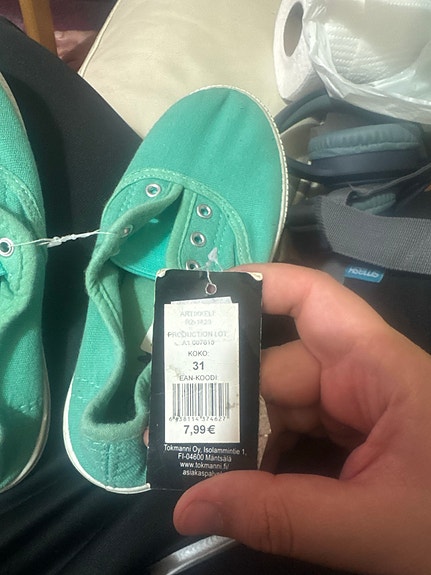 ARTIKKELI
PRODUCTION LOT
KOKO:
31
EAN-KOODI
7,99 €
Tokmanni Oy, Isolammintie 1,
FI-04600 Mäntsälä
www.tokmanni.fi/
asiakaspalvel